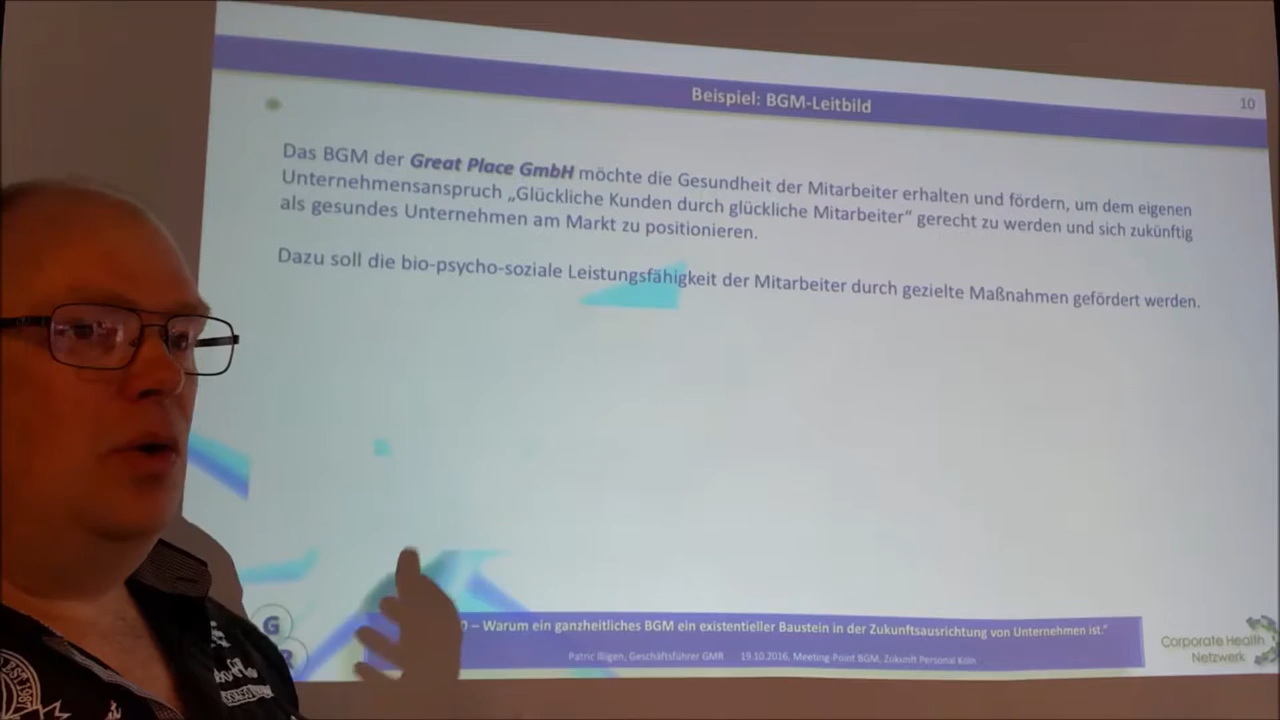 Beispiel: BGM-Leitbild
10
Das BGM der Great Place GmbH möchte die Gesundheit der Mitarbeiter erhalten und fördern, um dem eigenen
Unternehmensanspruch „Glückliche Kunden durch glückliche Mitarbeiter“ gerecht zu werden und sich zukünftig
als gesundes Unternehmen am Markt zu positionieren.
Dazu soll die bio-psycho-soziale Leistungsfähigkeit der Mitarbeiter durch gezielte Maßnahmen gefördert werden.
G
R
– Warum ein ganzheitliches BGM ein existentieller Baustein in der Zukunftsausrichtung von Unternehmen ist.“
Geschäftsführer GMR 19.10.2016, Meeting-Point BGM, Zukunft Personal Köln
Corporate Health
Netzwerk
EST 1987